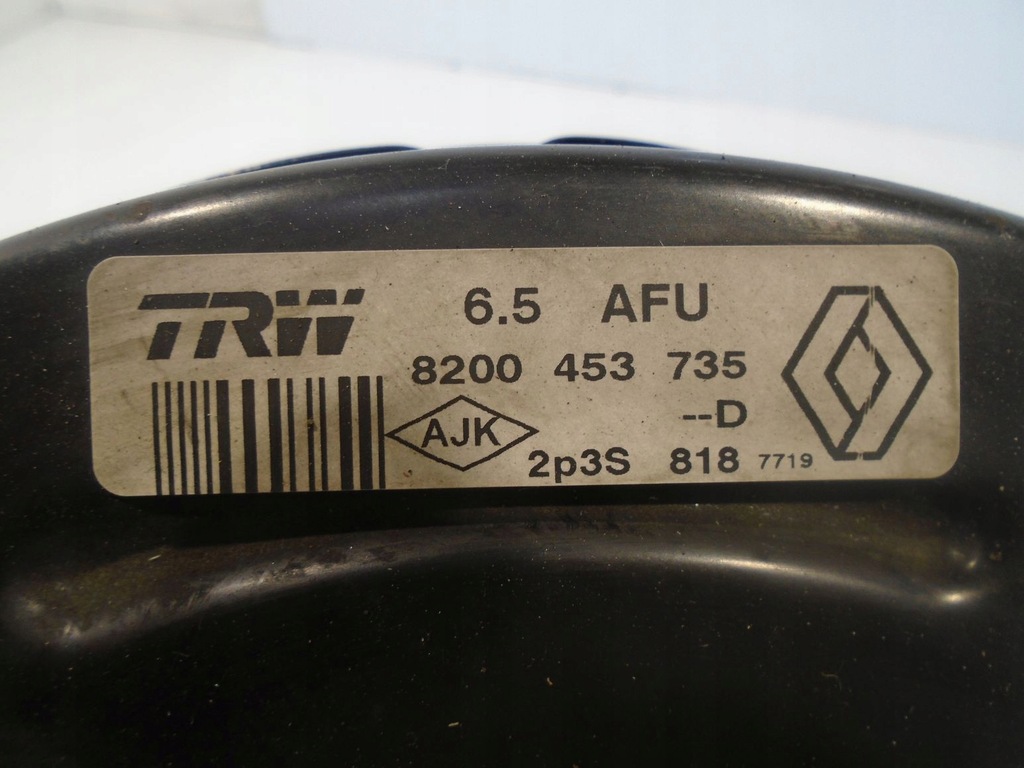 TRW
6.5 AFU
8200 453 735
--D
AJK
2p3S 818 7719